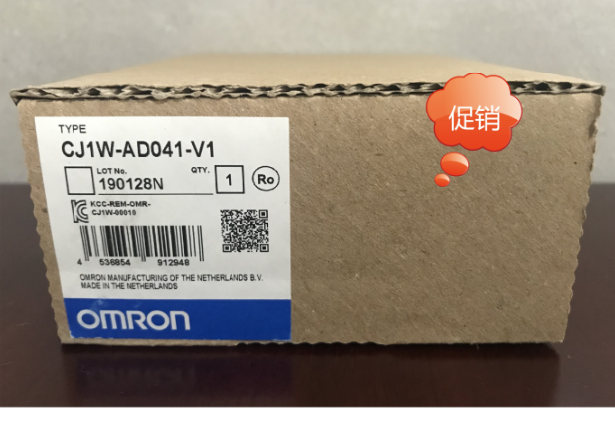 促销
TYPE
CJ1W-AD041-V1
LOT No.
QTY.
190128N
1
Ro
KCC-REM-OMR-
CJ1W-00010
4 536854 912948
OMRON MANUFACTURING OF THE NETHERLANDS B.V.
MADE IN THE NETHERLANDS
OMRON